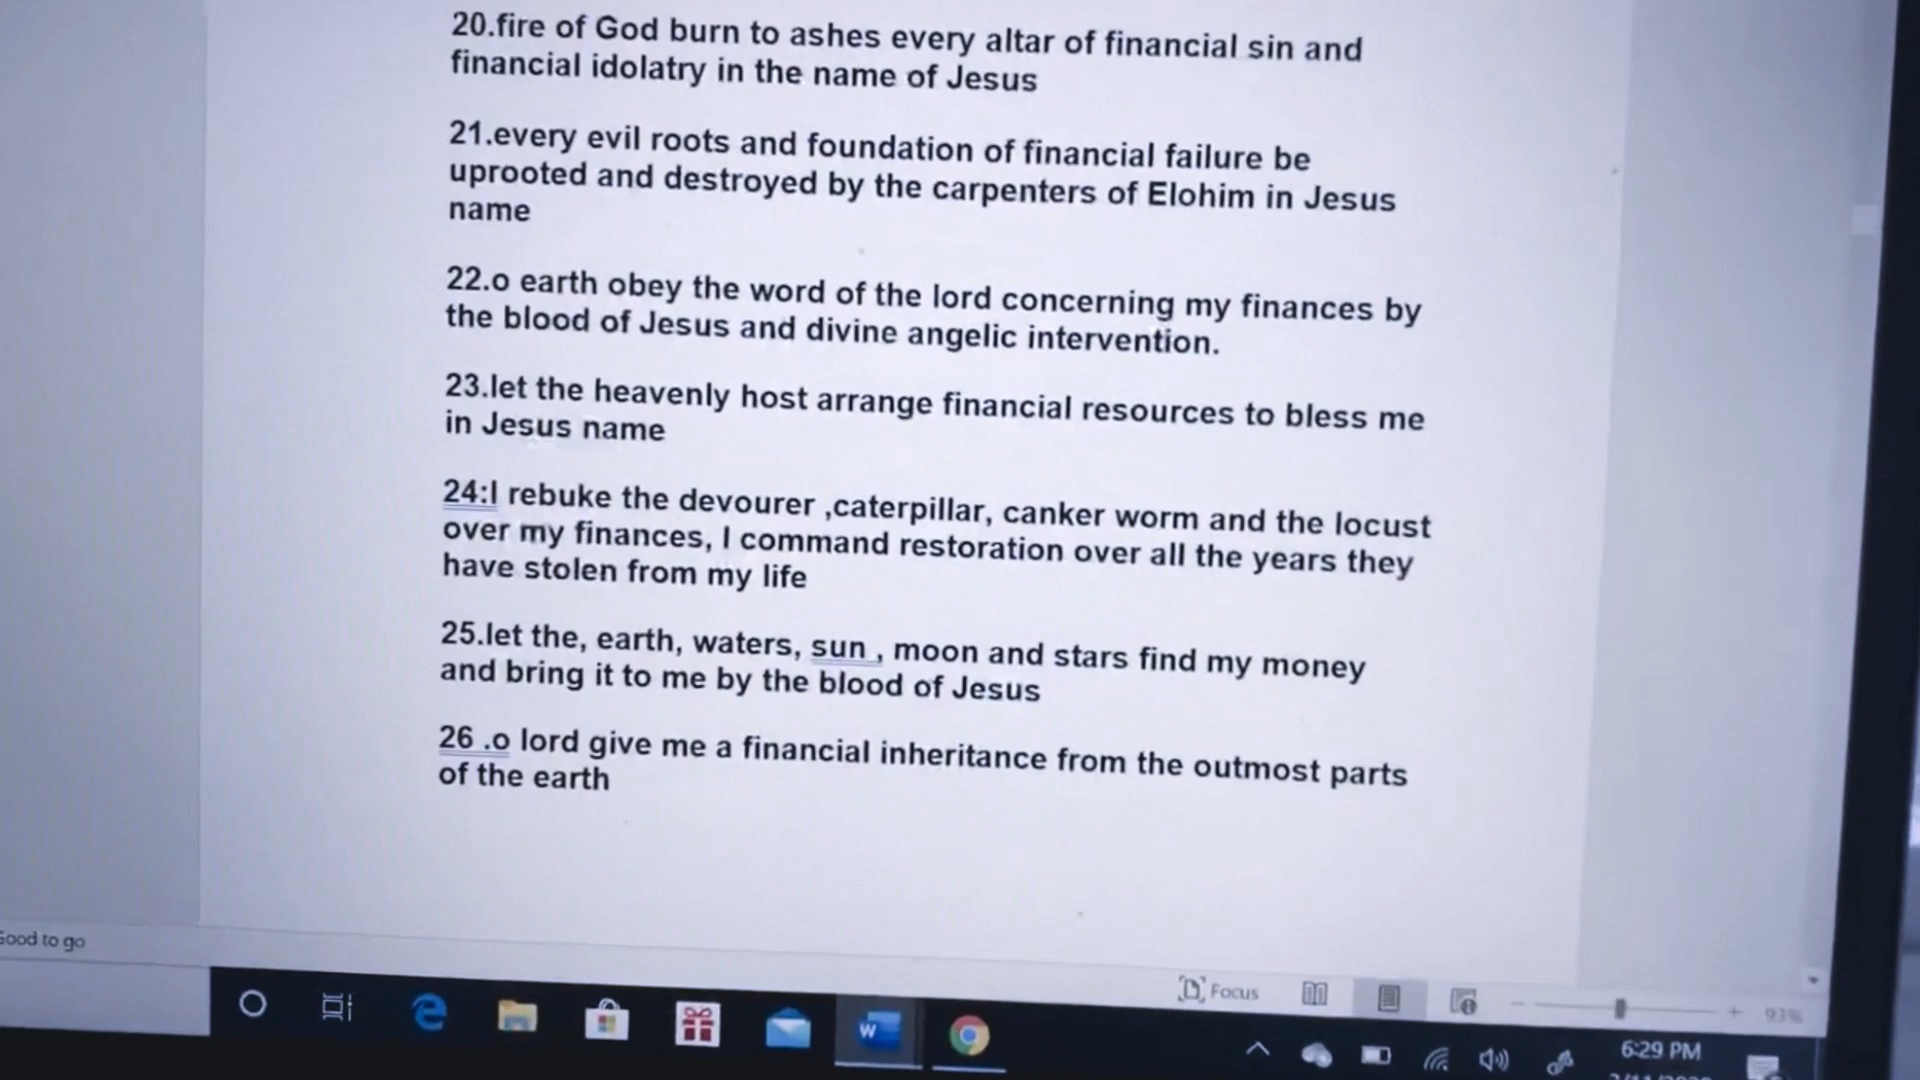 20.fire of God burn to ashes every altar of financial sin and
financial idolatry in the name of Jesus
21.every evil roots and foundation of financial failure be
uprooted and destroyed by the carpenters of Elohim in Jesus
name
22.o earth obey the word of the lord concerning my finances by
the blood of Jesus and divine angelic intervention.
23.let the heavenly host arrange financial resources to bless me
in Jesus name
24:I rebuke the devourer ,caterpillar, canker worm and the locust
over my finances, I command restoration over all the years they
have stolen from my life
25.let the, earth, waters, sun , moon and stars find my money
and bring it to me by the blood of Jesus
26 .o lord give me a financial inheritance from the outmost parts
of the earth
Good to go
Focus
93%
W
6:29 PM